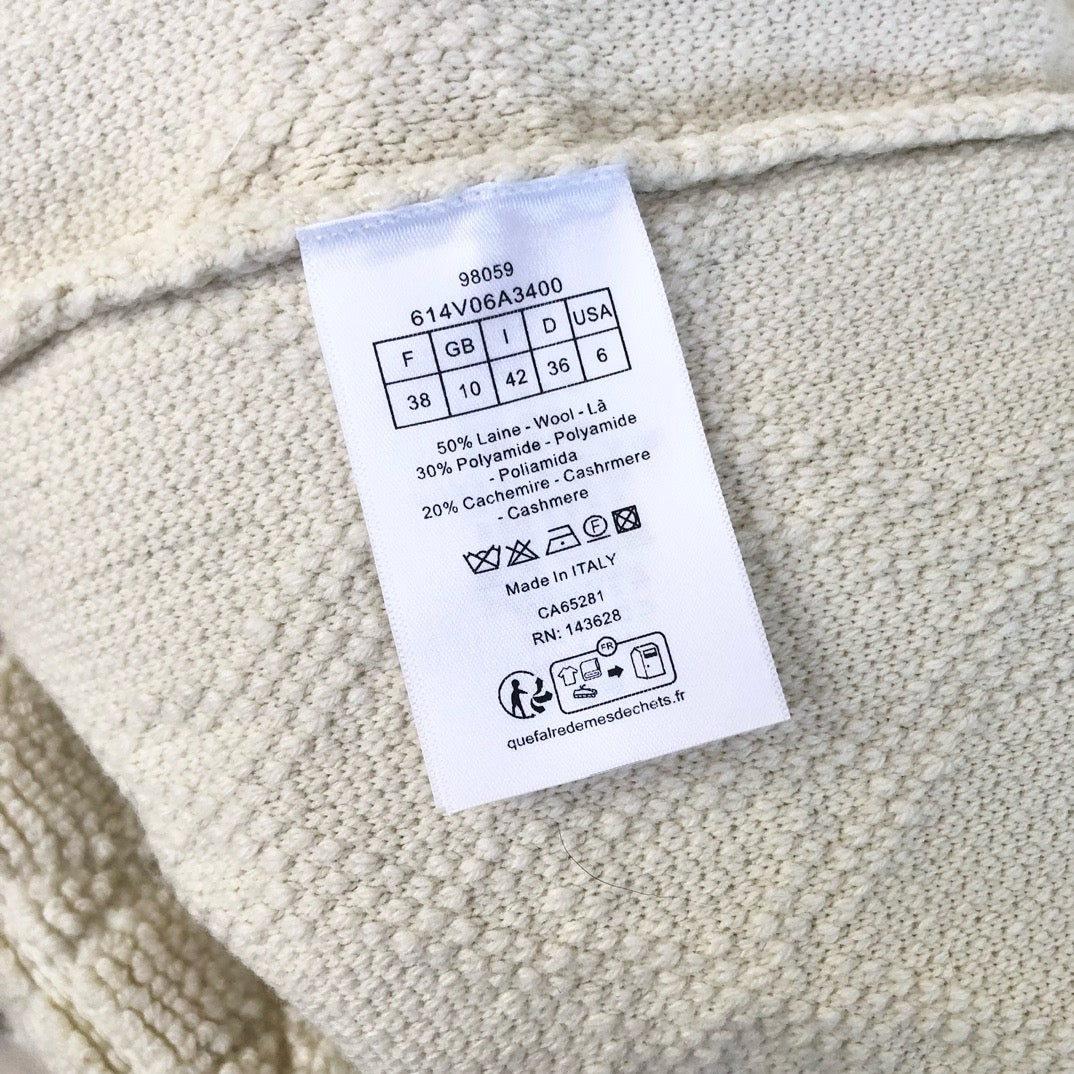 98059
614V06A3400
F GB I D USA
38 10 42 36 6
50% Laine - Wool - Là
30% Polyamide - Polyamide
- Poliamida
20% Cachemire - Cashrmere
- Cashmere
F
Made In ITALY
CA65281
RN: 143628
FR
quefalredemesdechets.fr